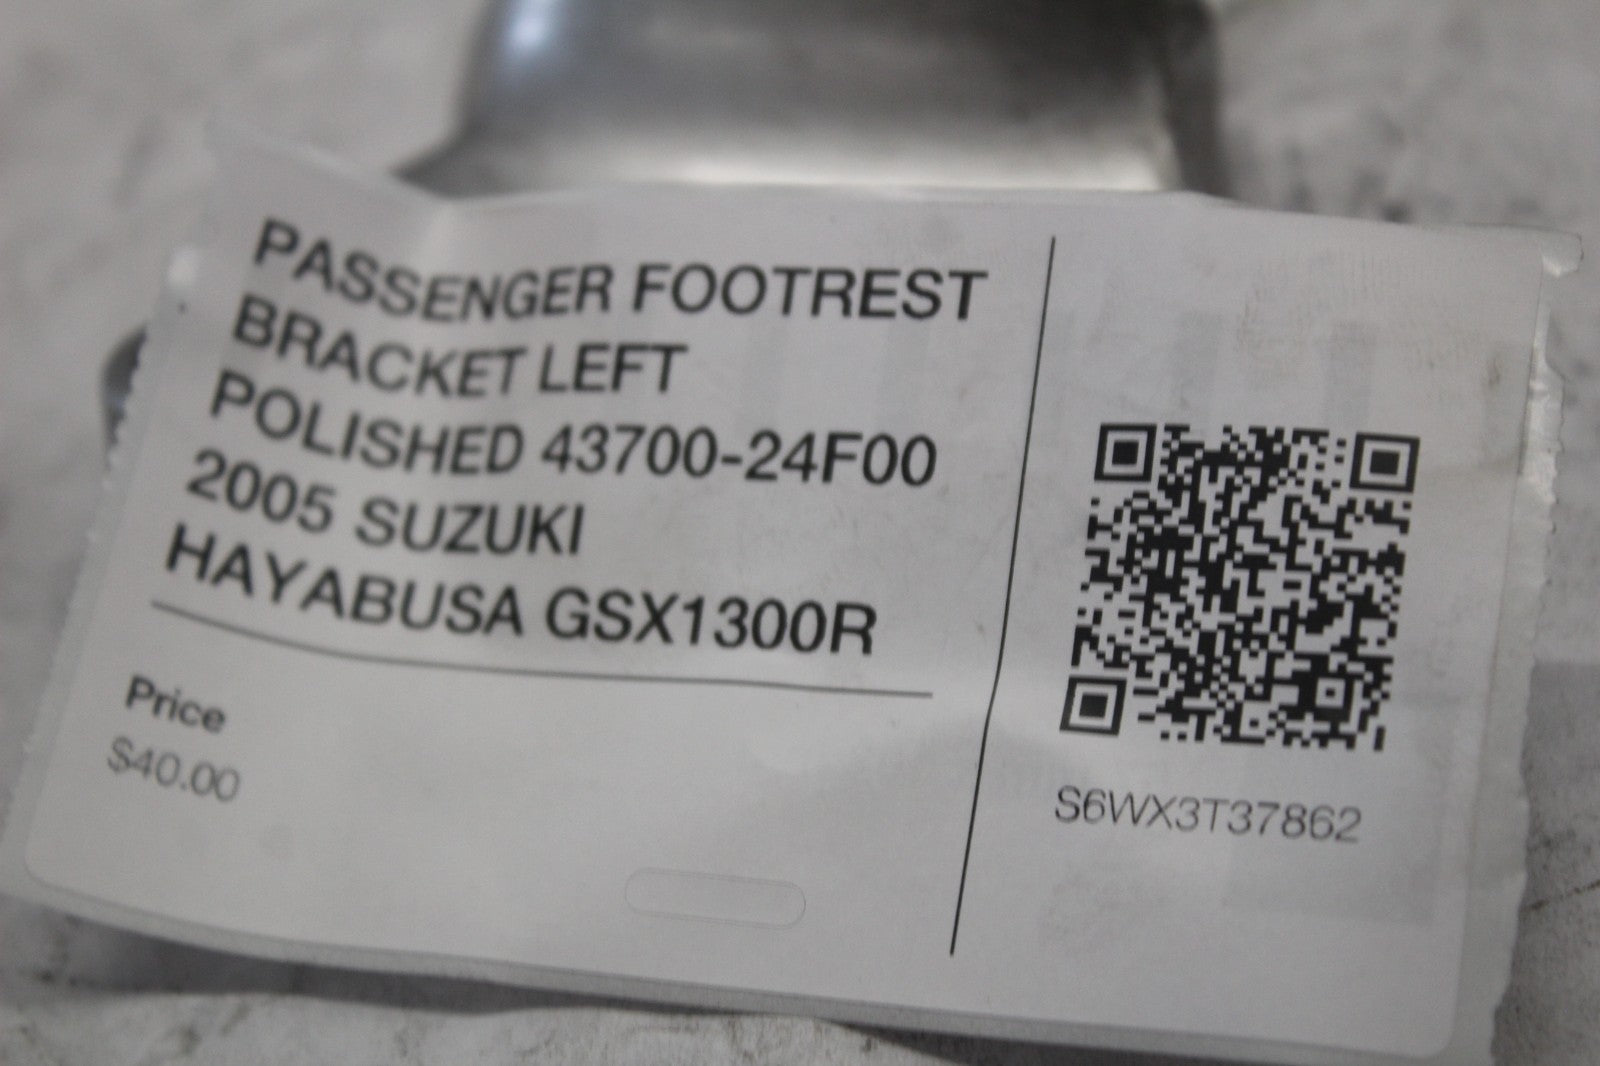 PASSENGER FOOTREST
BRACKET LEFT
POLISHED 43700-24F00
2005 SUZUKI
HAYABUSA GSX1300R
Price
$40.00
S6WX3T37862